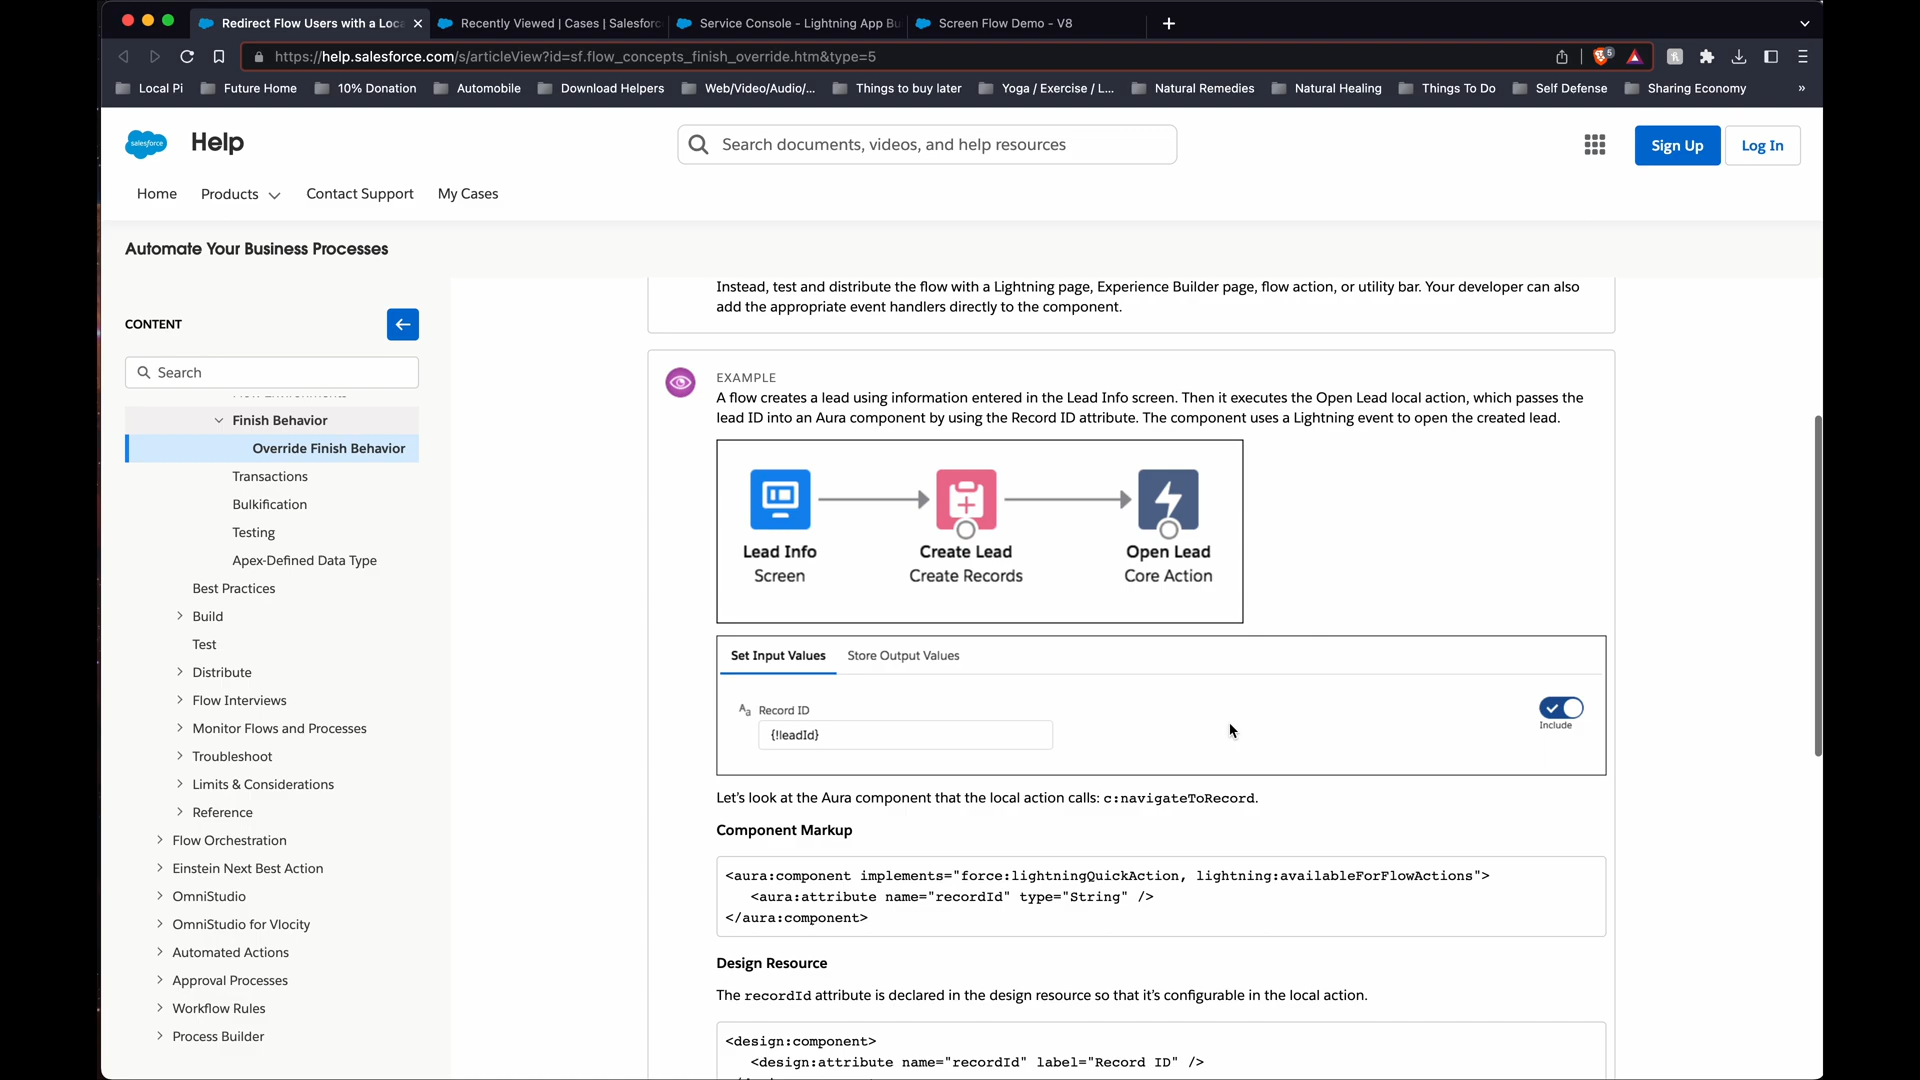 Redirect Flow Users with a Loca
Recently Viewed | Cases | Salesforc
Service Console - Lightning App Bu
Screen Flow Demo - V8
https://help.salesforce.com/s/articleView?id=sf.flow_concepts_finish_override.htm&type=5
5
Local Pi
Future Home
10% Donation
Automobile
Download Helpers
Web/Video/Audio/...
Things to buy later
Yoga / Exercise / L...
Natural Remedies
Natural Healing
Things To Do
Self Defense
Sharing Economy
»
salesforce
Help
Search documents, videos, and help resources
Sign Up
Log In
Home
Products
Contact Support
My Cases
Automate Your Business Processes
CONTENT
Search
Finish Behavior
Override Finish Behavior
Transactions
Bulkification
Testing
Apex-Defined Data Type
Best Practices
Build
Test
Distribute
Flow Interviews
Monitor Flows and Processes
Troubleshoot
Limits & Considerations
Reference
Flow Orchestration
Einstein Next Best Action
OmniStudio
OmniStudio for Vlocity
Automated Actions
Approval Processes
Workflow Rules
Process Builder
Instead, test and distribute the flow with a Lightning page, Experience Builder page, flow action, or utility bar. Your developer can also
add the appropriate event handlers directly to the component.
EXAMPLE
A flow creates a lead using information entered in the Lead Info screen. Then it executes the Open Lead local action, which passes the
lead ID into an Aura component by using the Record ID attribute. The component uses a Lightning event to open the created lead.
Lead Info
Screen
Create Lead
Create Records
Open Lead
Core Action
Set Input Values
Store Output Values
Aa Record ID
{!leadId}
Include
Let's look at the Aura component that the local action calls: c:navigateToRecord.
Component Markup
<aura:component implements="force:lightningQuickAction, lightning:availableForFlowActions">
<aura:attribute name="recordId" type="String" />
</aura:component>
Design Resource
The recordId attribute is declared in the design resource so that it's configurable in the local action.
<design:component>
<design:attribute name="recordId" label="Record ID" />